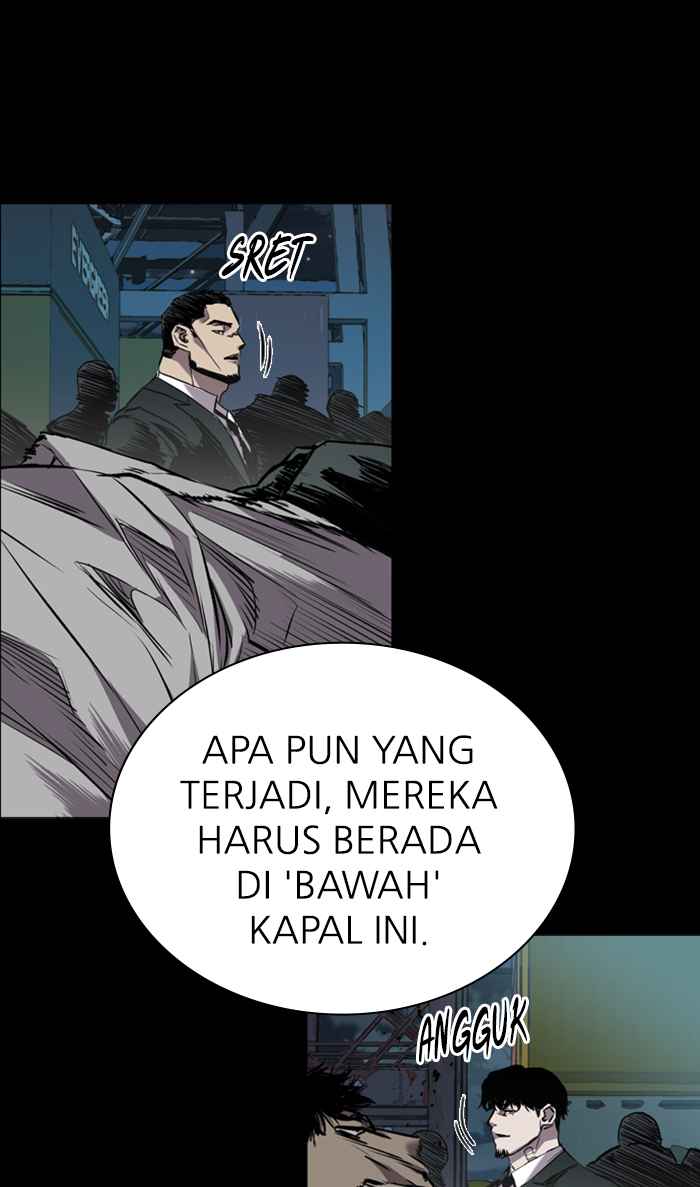 SRET
APA PUN YANG
TERJADI, MEREKA
HARUS BERADA
DI 'BAWAH'
KAPAL INI.
ANGGUK